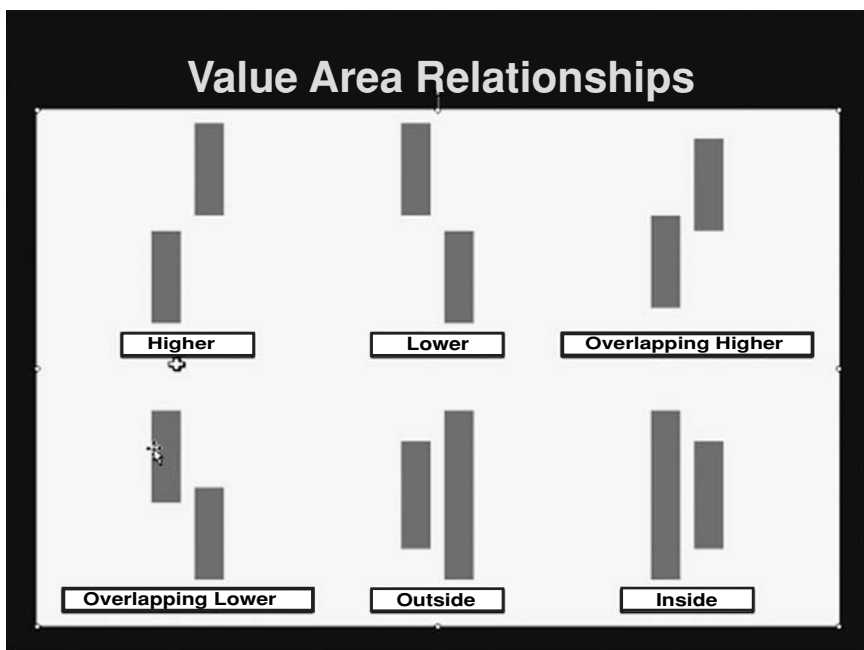 Value Area Relationships
Higher
Lower
Overlapping Higher
Overlapping Lower
Outside
Inside